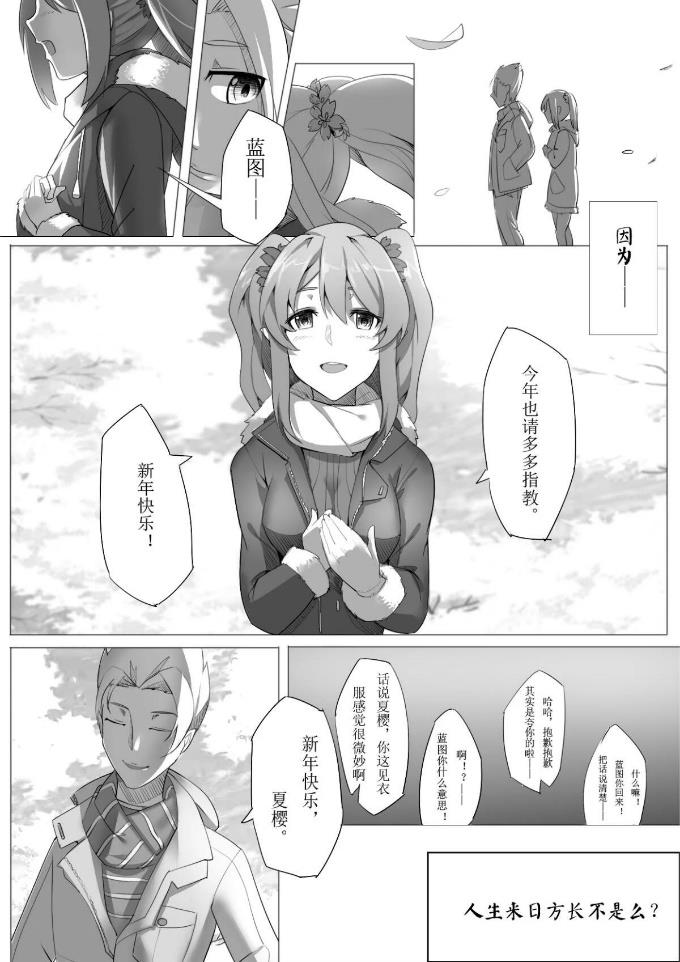 因为——
蓝图——
今年也请多多指教。
新年快乐！
新年快乐，
夏樱。
话说夏樱，你这见衣
服感觉很微妙啊
啊！？——
蓝图你什么意思！
哈哈，抱歉抱歉
其实是夸你的啦——
什么嘛！
蓝图你回来！
把话说清楚——
人生来日方长不是么？